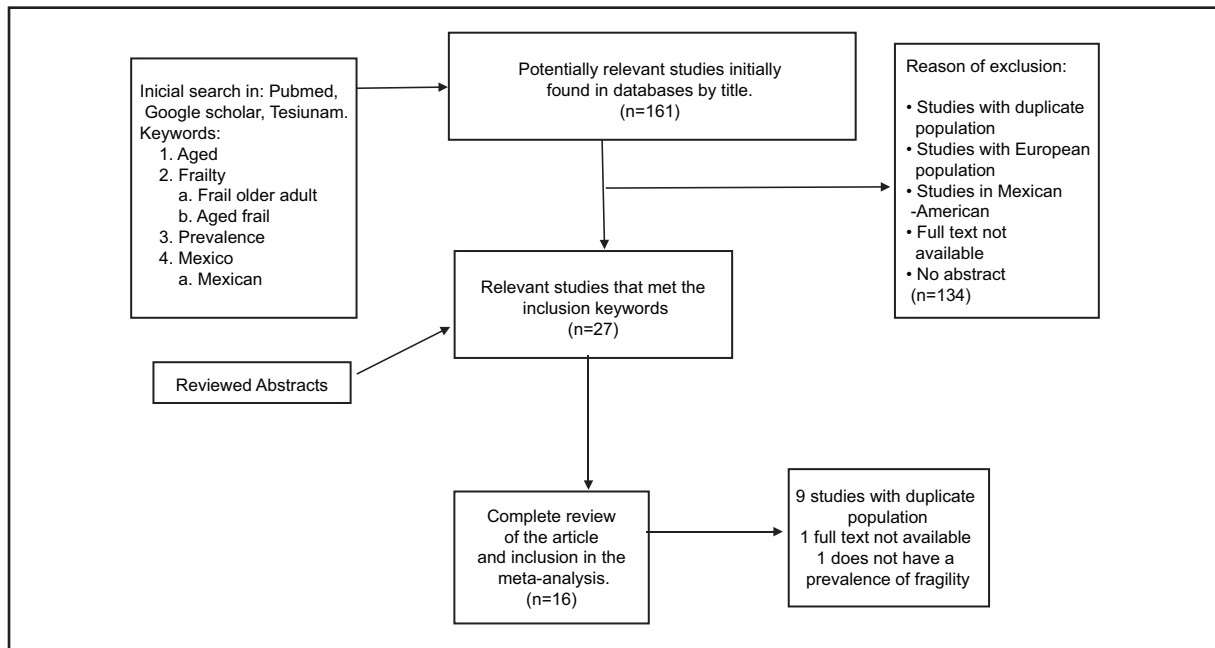 Inicial search in: Pubmed,
Google scholar, Tesiunam.
Keywords:
1. Aged
2. Frailty
a. Frail older adult
b. Aged frail
3. Prevalence
4. Mexico
a. Mexican
Potentially relevant studies initially
found in databases by title.
(n=161)
Reason of exclusion:
• Studies with duplicate
population
• Studies with European
population
• Studies in Mexican
-American
• Full text not
available
• No abstract
(n=134)
Relevant studies that met the
inclusion keywords
(n=27)
Reviewed Abstracts
Complete review
of the article
and inclusion in the
meta-analysis.
(n=16)
9 studies with duplicate
population
1 full text not available
1 does not have a
prevalence of fragility